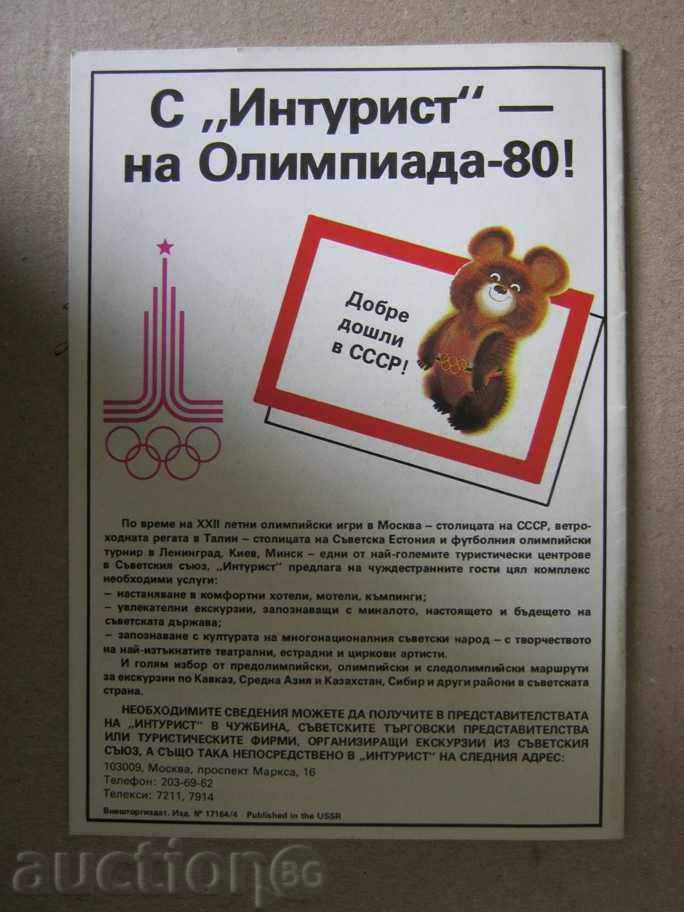 С „Интурист" —
на Олимпиада-80!
Добре
дошли
в СССР!
По време на XXII летни олимпийски игри в Москва – столицата на СССР, ветро-
ходната регата в Талин – столицата на Съветска Естония и футболния олимпийски
турнир в Ленинград, Киев, Минск – едни от най-големите туристически центрове
в Съветския съюз, „Интурист" предлага на чуждестранните гости цял комплекс
необходими услуги:
– настаняване в комфортни хотели, мотели, къмпинги;
– увлекателни екскурзии, запознаващи с миналото, настоящето и бъдещето на
съветската държава;
– запознаване с културата на многонационалния съветски народ – с творчеството
на най-изтъкнатите театрални, естрадни и циркови артисти.
И голям избор от предолимпийски, олимпийски и следолимпийски маршрути
за екскурзии по Кавказ, Средна Азия и Казахстан, Сибир и други райони в съветската
страна.
НЕОБХОДИМИТЕ СВЕДЕНИЯ МОЖЕТЕ ДА ПОЛУЧИТЕ В ПРЕДСТАВИТЕЛСТВАТА
НА „ИНТУРИСТ" В ЧУЖБИНА, СЪВЕТСКИТЕ ТЪРГОВСКИ ПРЕДСТАВИТЕЛСТВА
ИЛИ ТУРИСТИЧЕСКИТЕ ФИРМИ, ОРГАНИЗИРАЩИ ЕКСКУРЗИИ ИЗ СЪВЕТСКИЯ
СЪЮЗ, А СЪЩО ТАКА НЕПОСРЕДСТВЕНО В „ИНТУРИСТ" НА СЛЕДНИЯ АДРЕС:
103009, Москва, проспект Маркса, 16
Телефон: 203-69-62
Телекси: 7211, 7914
Внешторгиздат. Изд. № 17164/4 Published in the USSR
auction BG